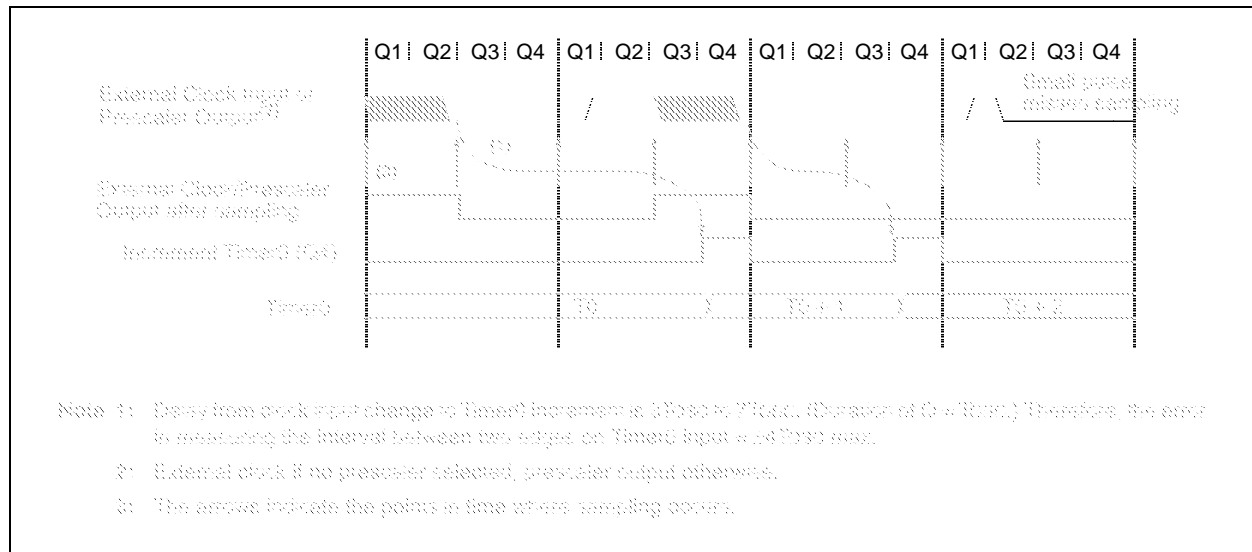 Q1 Q2 Q3 Q4 Q1 Q2 Q3 Q4 Q1 Q2 Q3 Q4 Q1 Q2 Q3 Q4
Small pulse
misses sampling
External Clock Input or
Prescaler Output(2)
(1)
(3)
External Clock/Prescaler
Output after sampling
Increment Timer0 (Q4)
Timer0 T0 T0 + 1 T0 + 2
Note 1: Delay from clock input change to Timer0 increment is 3TOSC to 7TOSC. (Duration of Q = TOSC.) Therefore, the error
in measuring the interval between two edges on Timer0 input = ±4TOSC max.
2: External clock if no prescaler selected, prescaler output otherwise.
3: The arrows indicate the points in time where sampling occurs.